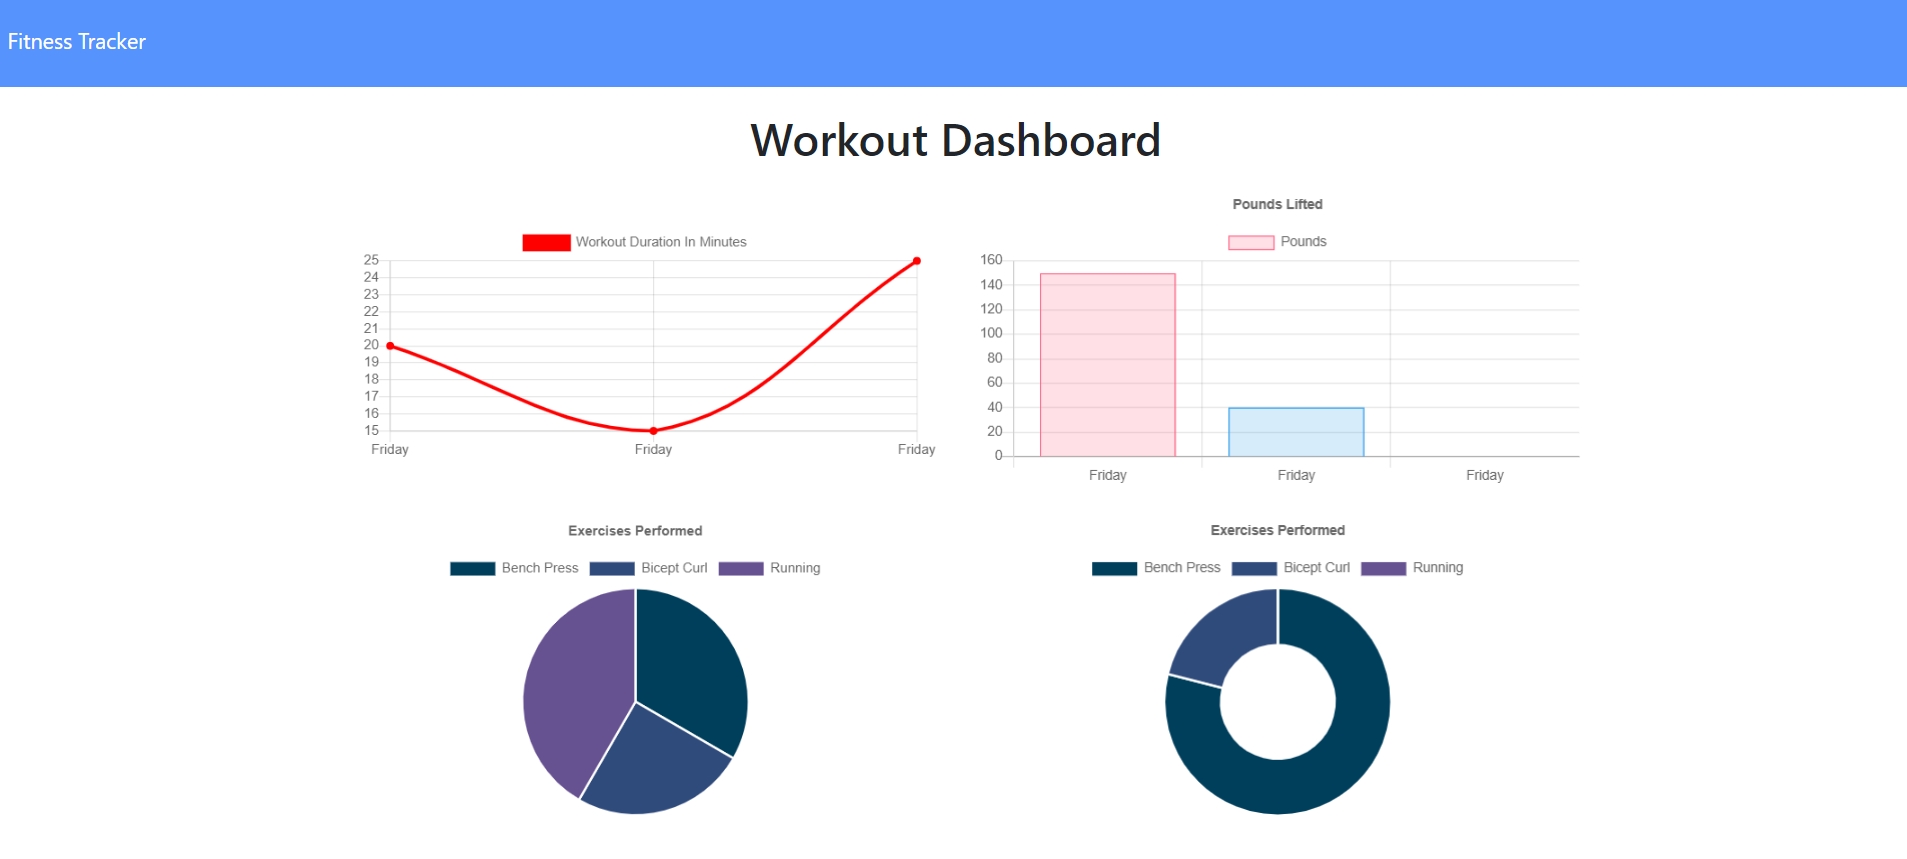 Fitness Tracker
Workout Dashboard
Workout Duration In Minutes
25
24
23
22
21
20
19
18
17
16
15
Friday Friday Friday
Pounds Lifted
Pounds
160
140
120
100
80
60
40
20
0
Friday Friday Friday
Exercises Performed
Bench Press Bicept Curl Running
Exercises Performed
Bench Press Bicept Curl Running